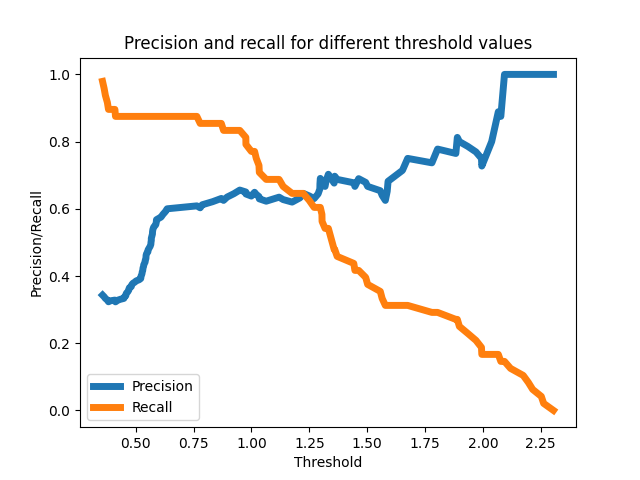 Precision and recall for different threshold values
Precision/Recall
1.0
0.8
0.6
0.4
0.2
0.0
Precision
Recall
0.50 0.75 1.00 1.25 1.50 1.75 2.00 2.25
Threshold